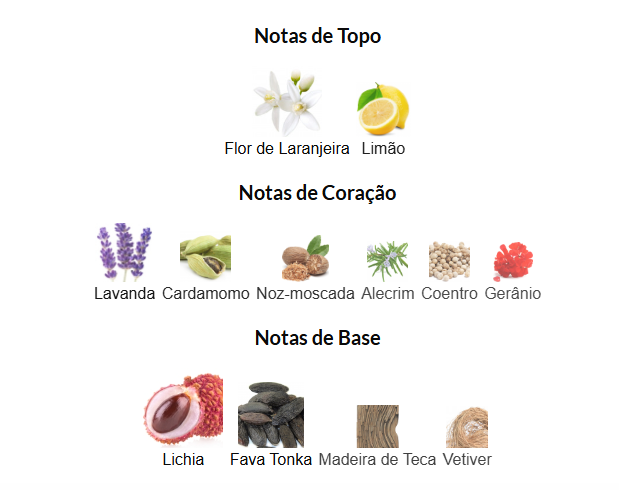 Notas de Topo
Flor de Laranjeira Limão
Notas de Coração
Lavanda Cardamomo Noz-moscada Alecrim Coentro Gerânio
Notas de Base
Lichia Fava Tonka Madeira de Teca Vetiver